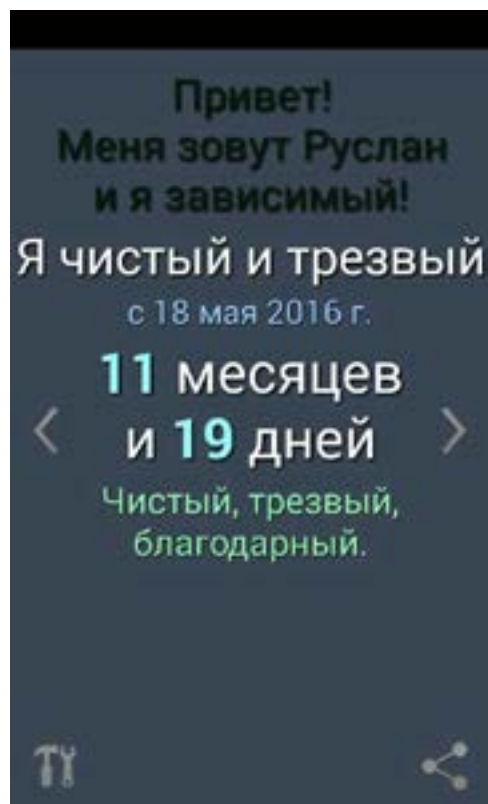 Привет!
Меня зовут Руслан
и я зависимый!
Я чистый и трезвый
с 18 мая 2016 г.
11 месяцев
и 19 дней
Чистый, трезвый,
благодарный.